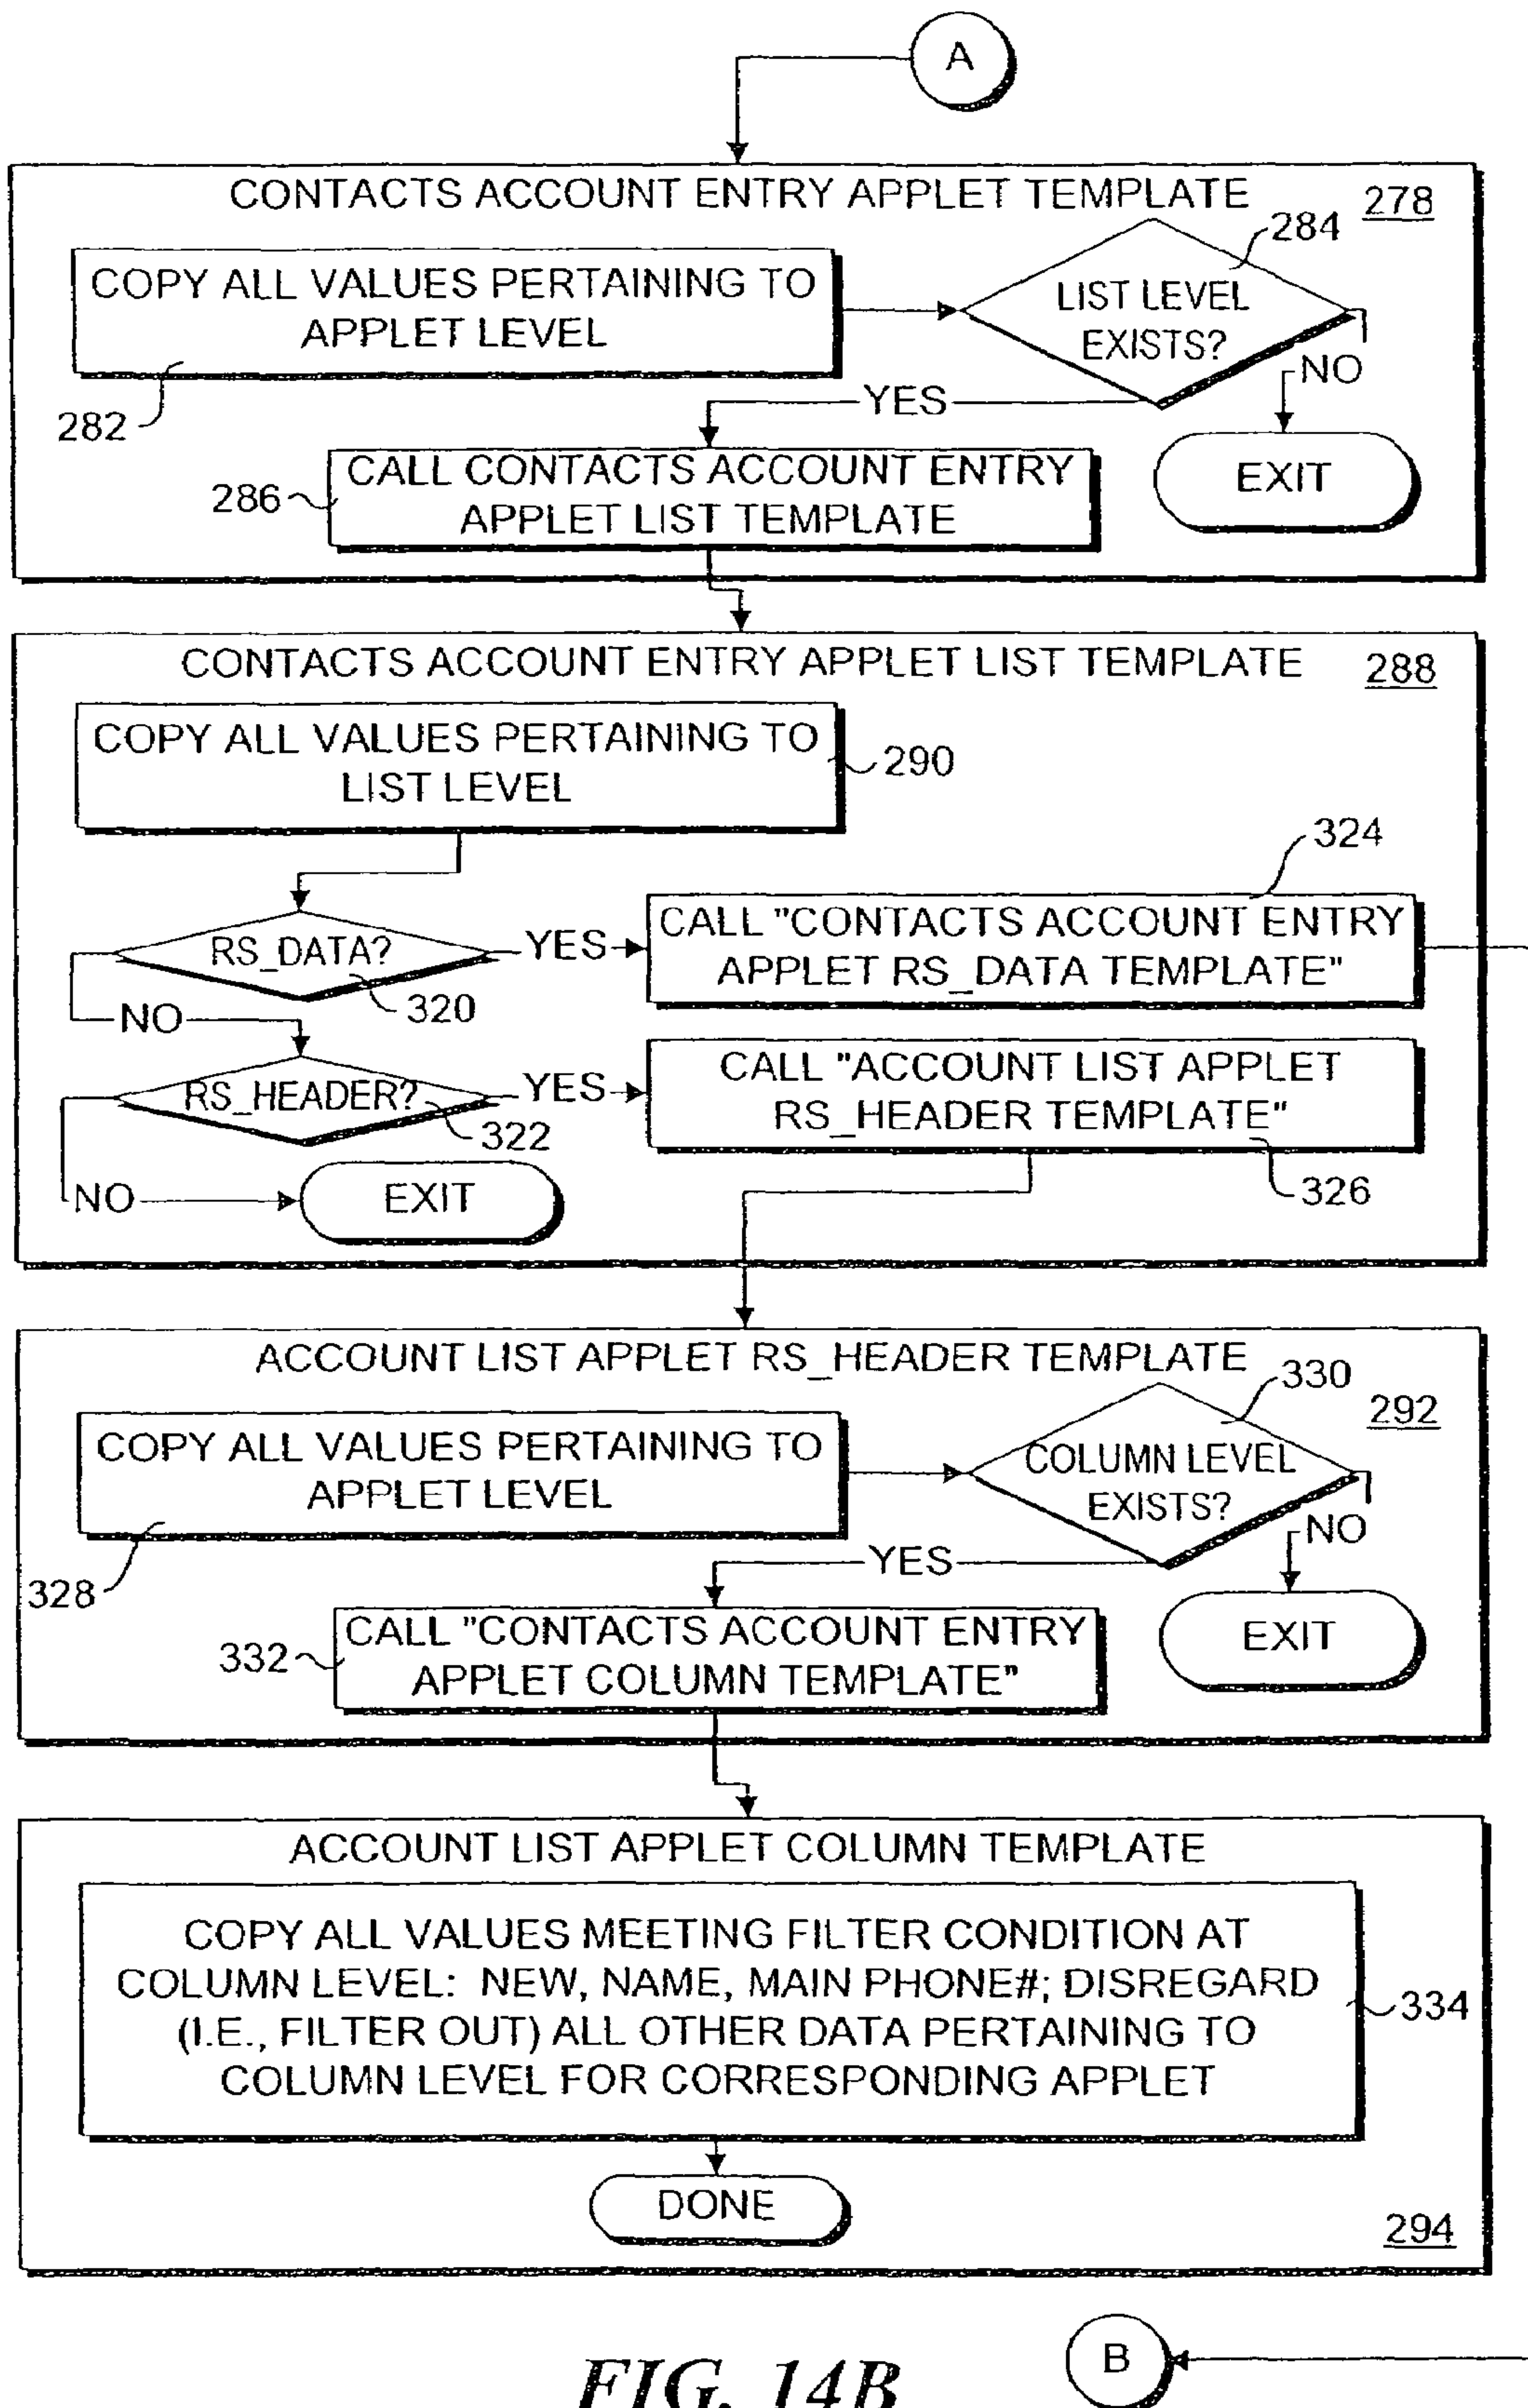 A
CONTACTS ACCOUNT ENTRY APPLET TEMPLATE
278
284
COPY ALL VALUES PERTAINING TO
APPLET LEVEL
LIST LEVEL
EXISTS?
NO
YES
282
CALL CONTACTS ACCOUNT ENTRY
APPLET LIST TEMPLATE
286
EXIT
CONTACTS ACCOUNT ENTRY APPLET LIST TEMPLATE
288
COPY ALL VALUES PERTAINING TO
LIST LEVEL
290
324
RS_DATA?
YES
CALL "CONTACTS ACCOUNT ENTRY
APPLET RS_DATA TEMPLATE"
320
NO
RS_HEADER?
YES
CALL "ACCOUNT LIST APPLET
RS_HEADER TEMPLATE"
322
NO
EXIT
326
ACCOUNT LIST APPLET RS_HEADER TEMPLATE
330
292
COPY ALL VALUES PERTAINING TO
APPLET LEVEL
COLUMN LEVEL
EXISTS?
NO
YES
328
CALL "CONTACTS ACCOUNT ENTRY
APPLET COLUMN TEMPLATE"
332
EXIT
ACCOUNT LIST APPLET COLUMN TEMPLATE
COPY ALL VALUES MEETING FILTER CONDITION AT
COLUMN LEVEL: NEW, NAME, MAIN PHONE#; DISREGARD
(I.E., FILTER OUT) ALL OTHER DATA PERTAINING TO
COLUMN LEVEL FOR CORRESPONDING APPLET
334
DONE
294
B
FIG. 14B